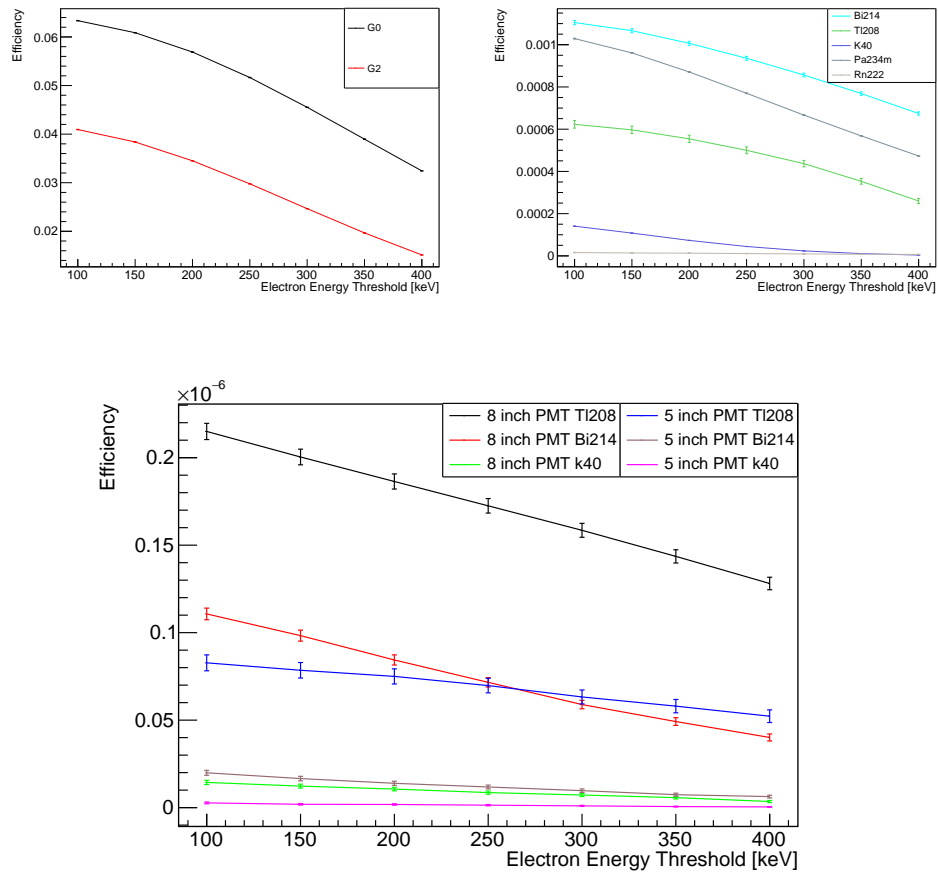 Efficiency
0.06
0.05
0.04
0.03
0.02
100 150 200 250 300 350 400
Electron Energy Threshold [keV]
G0
G2
Efficiency
0.001
0.0008
0.0006
0.0004
0.0002
0
100 150 200 250 300 350 400
Electron Energy Threshold [keV]
Bi214
Tl208
K40
Pa234m
Rn222
×10−6
Efficiency
0.2
0.15
0.1
0.05
0
100 150 200 250 300 350 400
Electron Energy Threshold [keV]
8 inch PMT Tl208
5 inch PMT Tl208
8 inch PMT Bi214
5 inch PMT Bi214
8 inch PMT k40
5 inch PMT k40